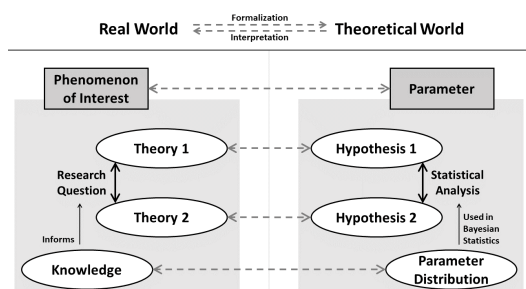 Real World
Formalization
Interpretation
Theoretical World
Phenomenon
of Interest
Parameter
Theory 1
Hypothesis 1
Research
Question
Statistical
Analysis
Theory 2
Hypothesis 2
Informs
Used in
Bayesian
Statistics
Knowledge
Parameter
Distribution